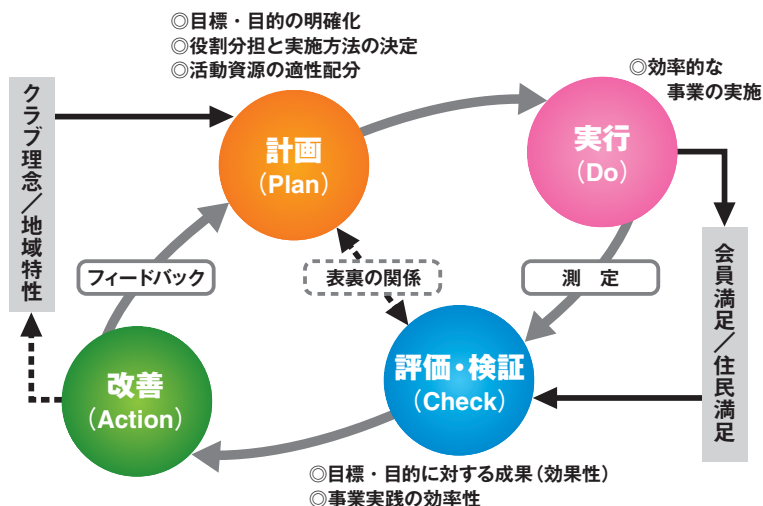 ◎目標・目的の明確化
◎役割分担と実施方法の決定
◎活動資源の適性配分
◎効率的な
事業の実施
クラブ理念／地域特性
計画
（Plan）
実行
（Do）
フィードバック
表裏の関係
測　定
会員満足／住民満足
改善
（Action）
評価・検証
（Check）
◎目標・目的に対する成果（効果性）
◎事業実践の効率性